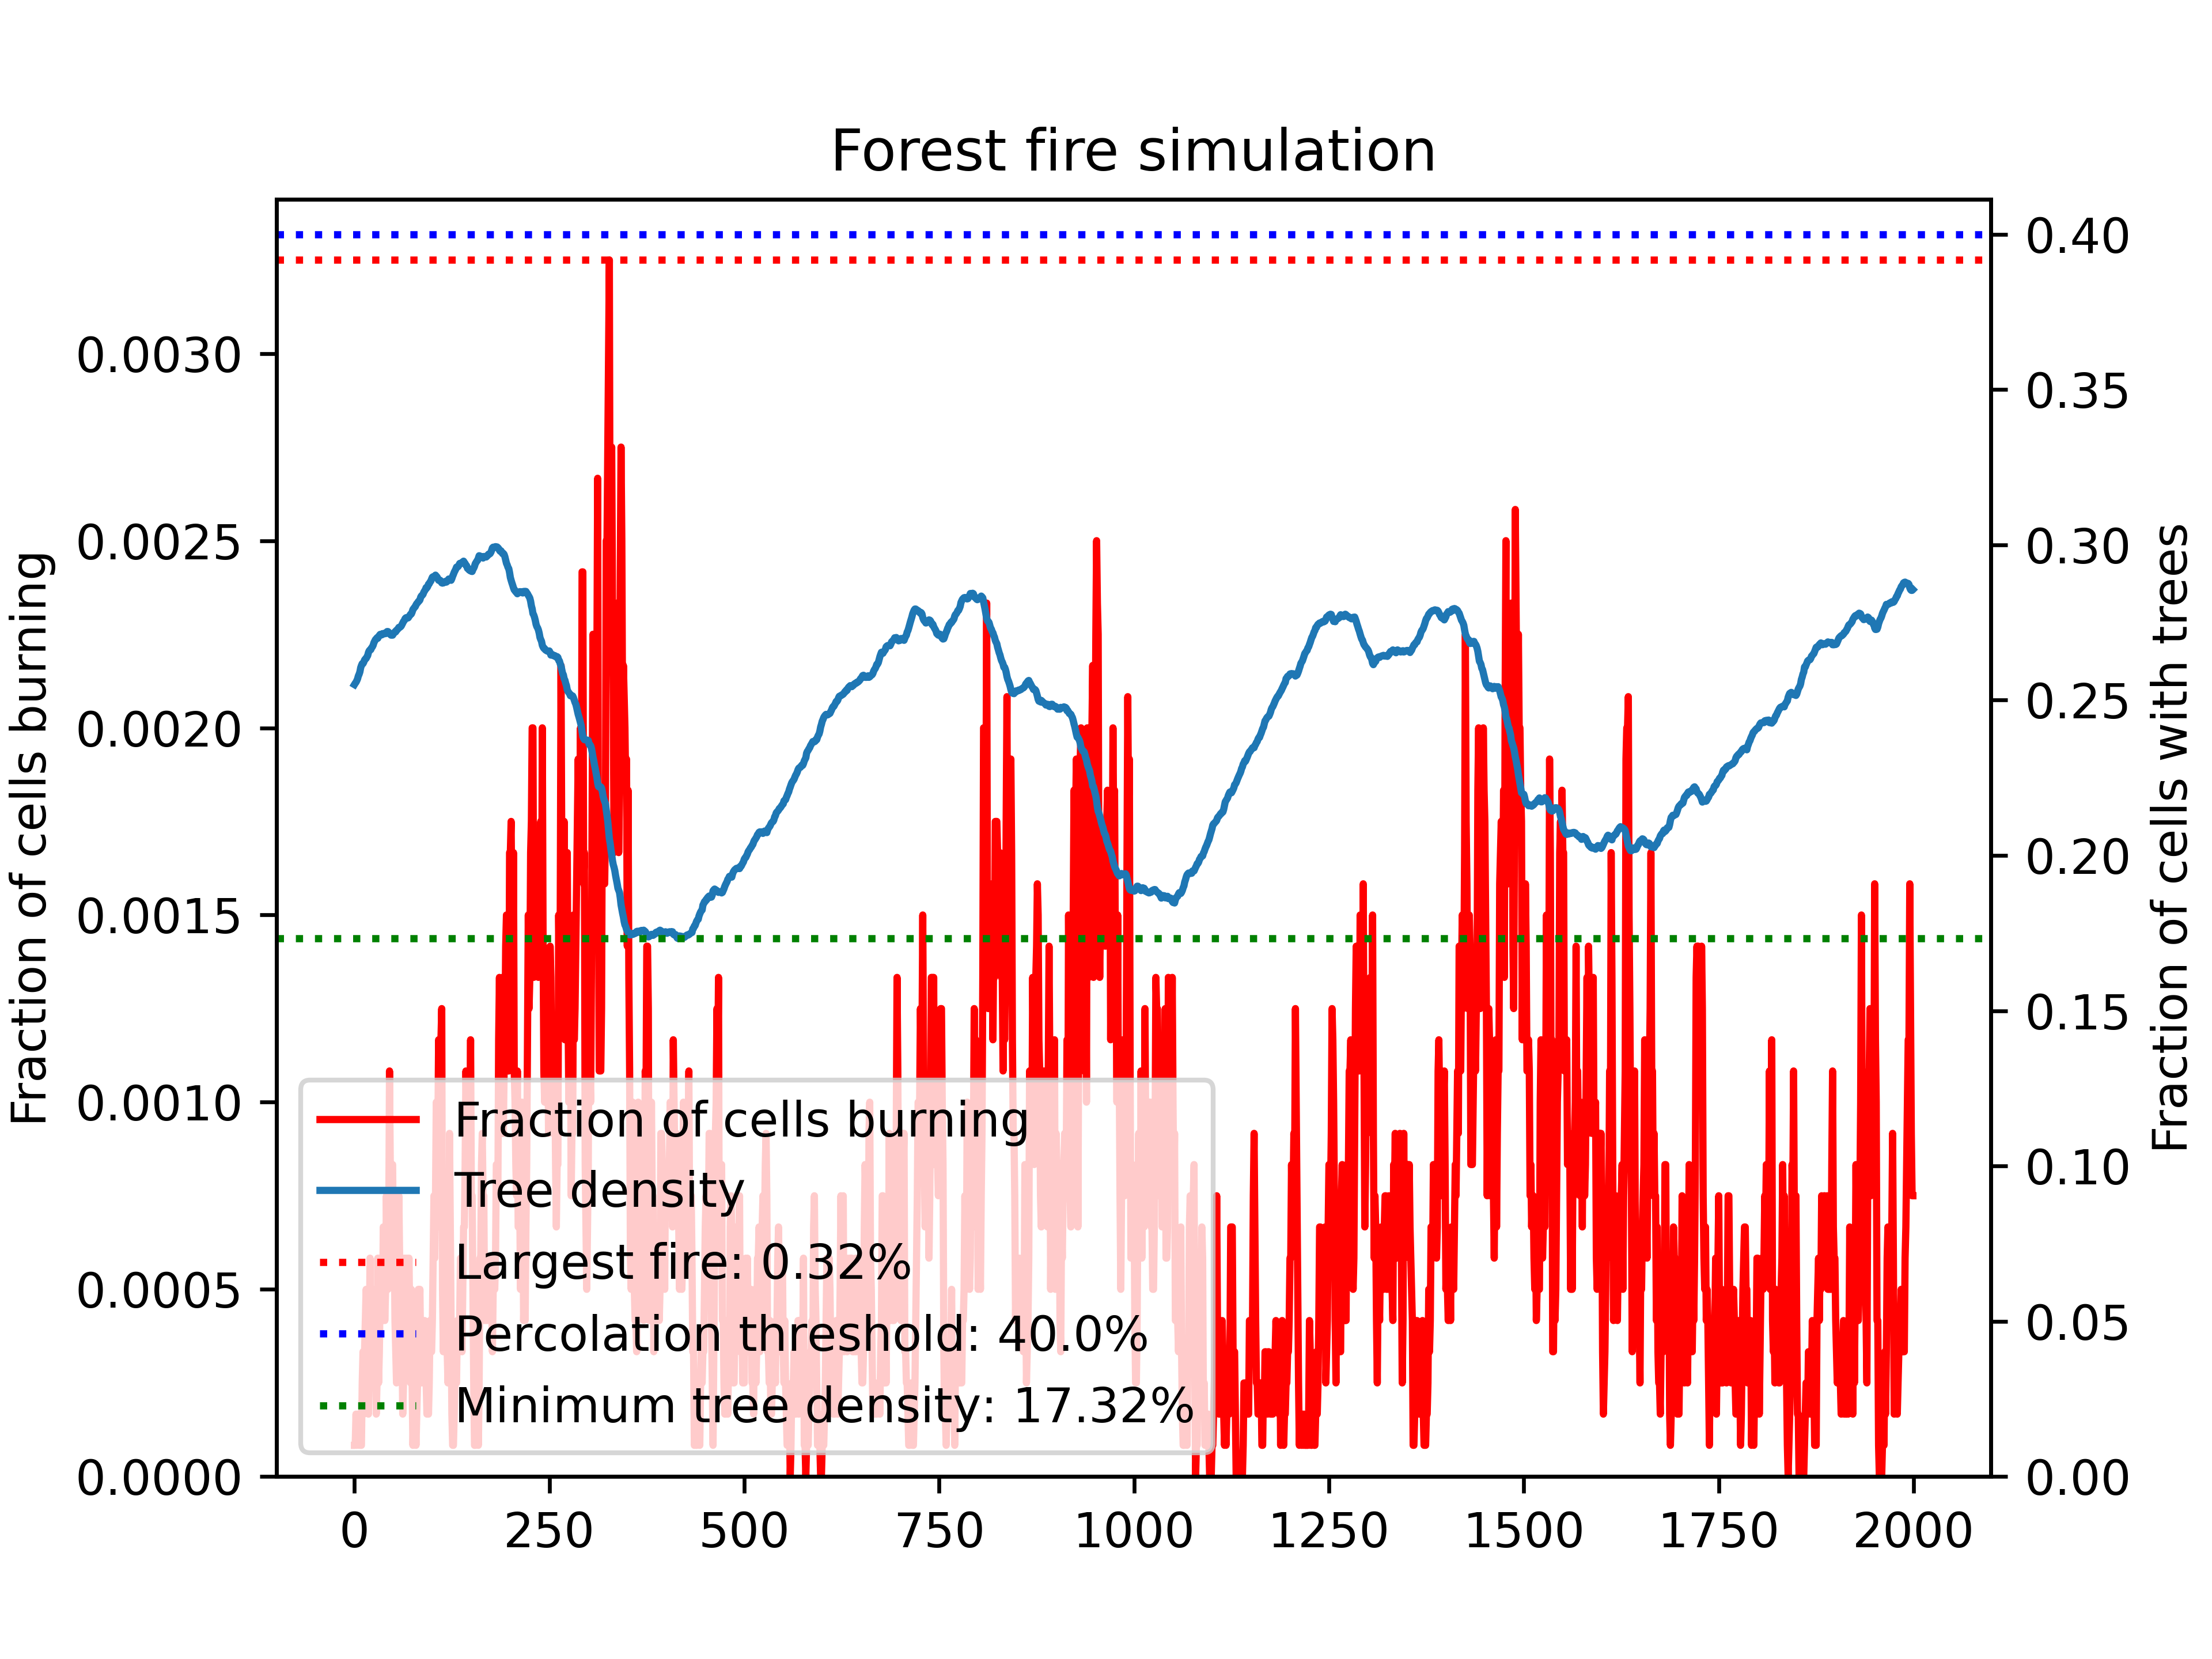 Forest fire simulation
0.0030
0.0025
0.0020
0.0015
0.0010
0.0005
0.0000
Fraction of cells burning
0.40
0.35
0.30
0.25
0.20
0.15
0.10
0.05
0.00
Fraction of cells with trees
Fraction of cells burning
Tree density
Largest fire: 0.32%
Percolation threshold: 40.0%
Minimum tree density: 17.32%
0 250 500 750 1000 1250 1500 1750 2000